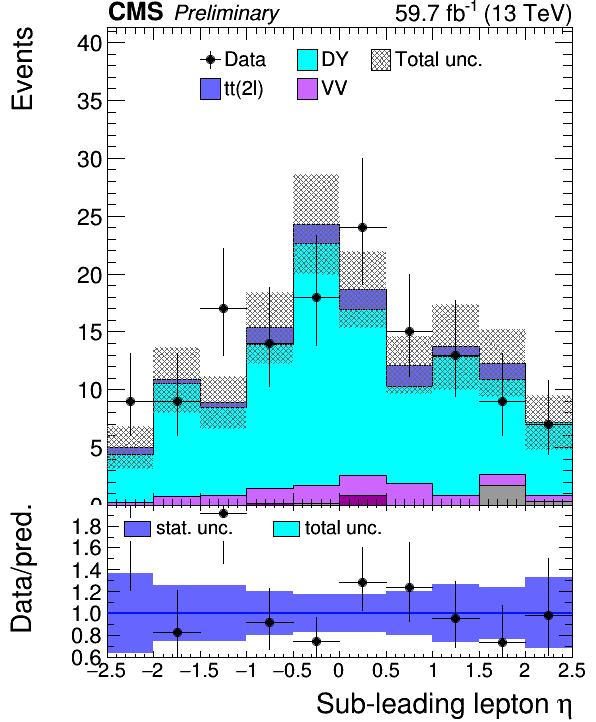 CMS Preliminary 59.7 fb⁻¹ (13 TeV)
Events
40
35
30
25
20
15
10
5
0
Data DY Total unc.
tt(2l) VV
Data/pred.
1.8
1.6
1.4
1.2
1.0
0.8
0.6
stat. unc. total unc.
−2.5 −2 −1.5 −1 −0.5 0 0.5 1 1.5 2 2.5
Sub-leading lepton η